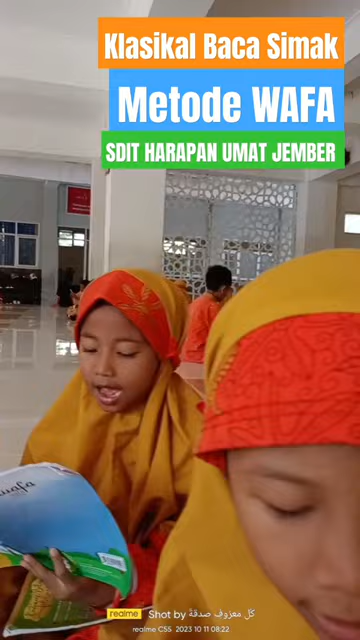 Klasikal Baca Simak
Metode WAFA
SDIT HARAPAN UMAT JEMBER
wafa
realme Shot by كل معروف صدقة
realme C55 2023 10 11 08:22